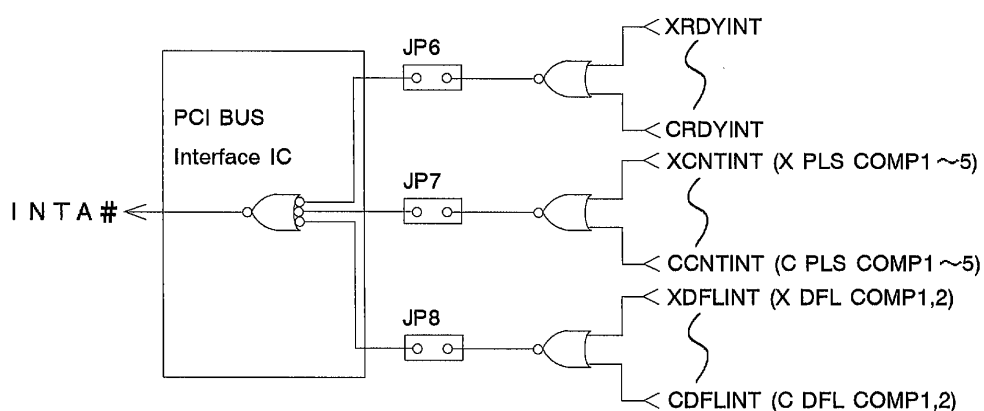 JP6
XRDYINT
CRDYINT
PCI BUS
Interface IC
JP7
XCNTINT (X PLS COMP1～5)
INTA#
CCNTINT (C PLS COMP1～5)
JP8
XDFLINT (X DFL COMP1,2)
CDFLINT (C DFL COMP1,2)